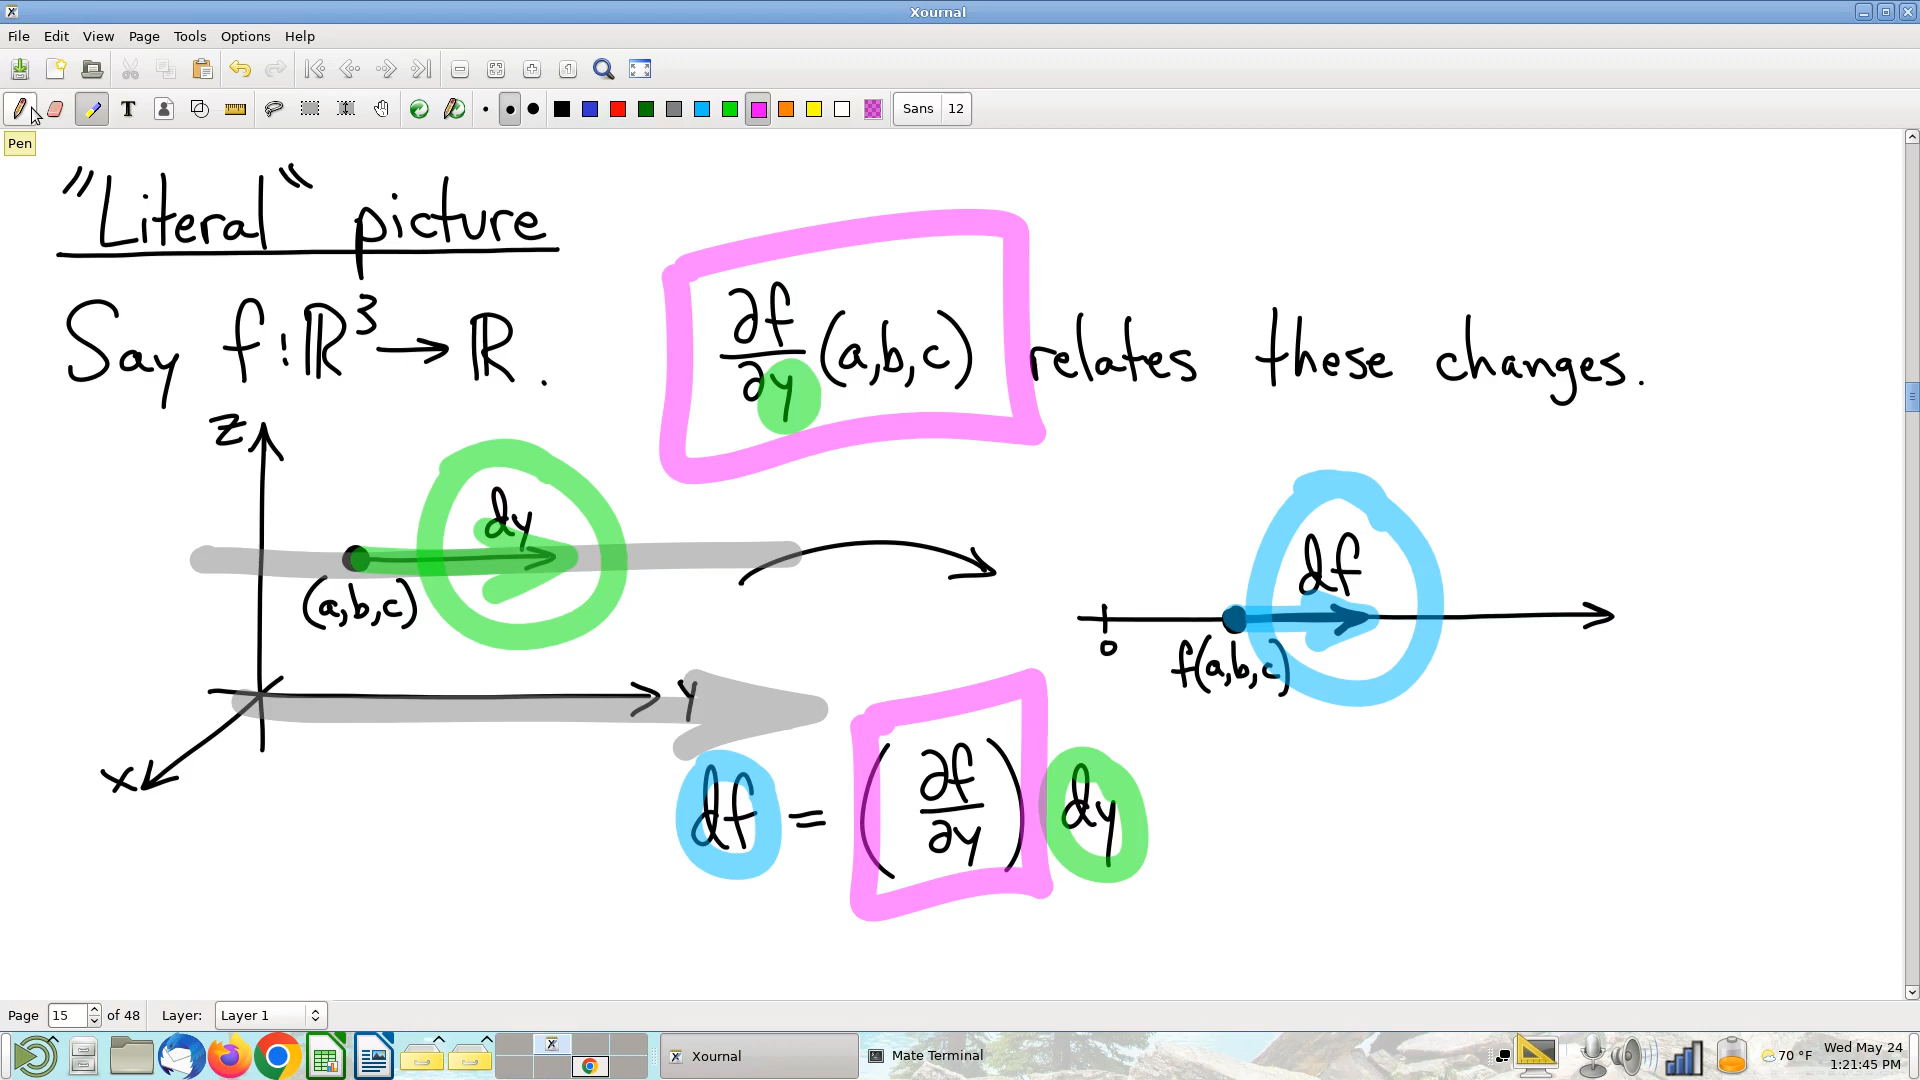 Xournal
File Edit View Page Tools Options Help
Sans 12
Pen
"Literal" picture
Say f : ℝ³ → ℝ.
∂f/∂y (a,b,c) relates these changes.
z
dy
(a,b,c)
y
x
df
0
f(a,b,c)
df = (∂f/∂y) dy
Page 15 of 48 Layer: Layer 1
Xournal Mate Terminal 70 °F Wed May 24
1:21:45 PM